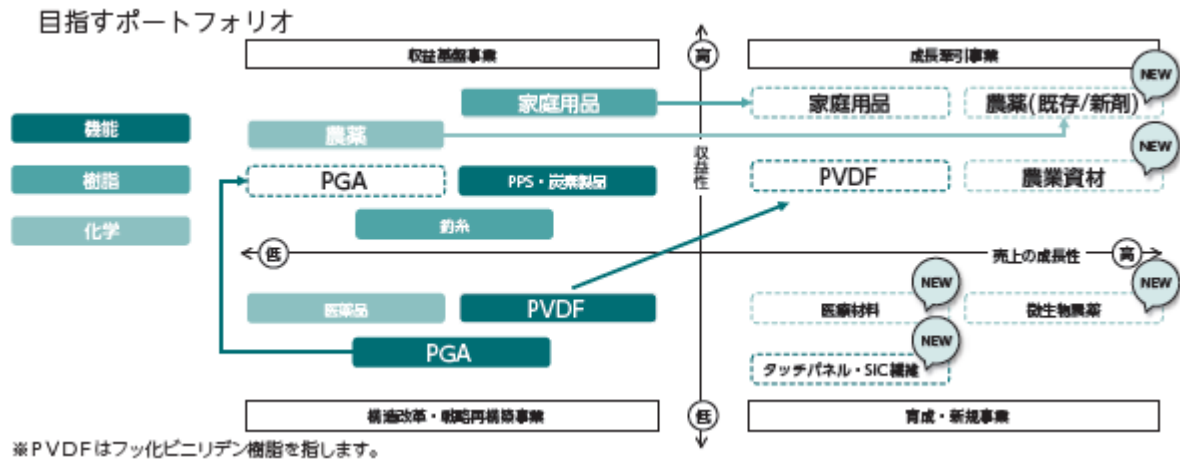 目指すポートフォリオ
収益基盤事業
高
成長牽引事業
NEW
家庭用品
家庭用品
農薬(既存/新剤)
機能
農薬
NEW
収益性
樹脂
PGA
PPS・炭素製品
PVDF
農業資材
化学
釣糸
低
売上の成長性
高
NEW
NEW
医薬品
PVDF
医療材料
微生物農薬
NEW
PGA
タッチパネル・SIC繊維
構造改革・戦略再構築事業
低
育成・新規事業
※PVDFはフッ化ビニリデン樹脂を指します。